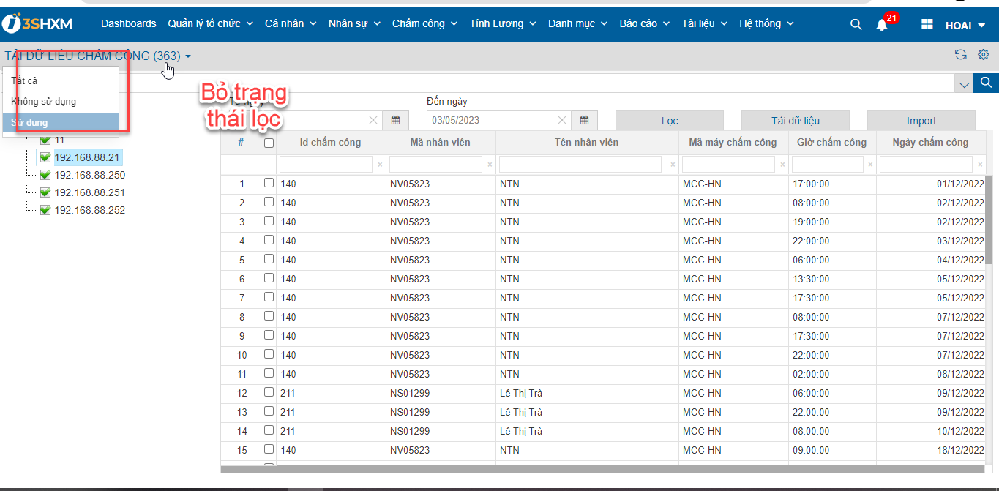 3SHXM Dashboards Quản lý tổ chức Cá nhân Nhân sự Chấm công Tính Lương Danh mục Báo cáo Tài liệu Hệ thống 21 HOAI
TẢI DỮ LIỆU CHẤM CÔNG (363)
Tất cả
Không sử dụng
Sử dụng
11
192.168.88.21
192.168.88.250
192.168.88.251
192.168.88.252
Bỏ trạng
thái lọc
Đến ngày
03/05/2023 Lọc Tải dữ liệu Import
# Id chấm công Mã nhân viên Tên nhân viên Mã máy chấm công Giờ chấm công Ngày chấm công
1 140 NV05823 NTN MCC-HN 17:00:00 01/12/2022
2 140 NV05823 NTN MCC-HN 08:00:00 02/12/2022
3 140 NV05823 NTN MCC-HN 19:00:00 02/12/2022
4 140 NV05823 NTN MCC-HN 22:00:00 03/12/2022
5 140 NV05823 NTN MCC-HN 06:00:00 04/12/2022
6 140 NV05823 NTN MCC-HN 13:30:00 05/12/2022
7 140 NV05823 NTN MCC-HN 17:30:00 05/12/2022
8 140 NV05823 NTN MCC-HN 08:00:00 07/12/2022
9 140 NV05823 NTN MCC-HN 17:30:00 07/12/2022
10 140 NV05823 NTN MCC-HN 22:00:00 07/12/2022
11 140 NV05823 NTN MCC-HN 02:00:00 08/12/2022
12 211 NS01299 Lê Thị Trà MCC-HN 06:00:00 09/12/2022
13 211 NS01299 Lê Thị Trà MCC-HN 22:00:00 09/12/2022
14 211 NS01299 Lê Thị Trà MCC-HN 08:00:00 10/12/2022
15 140 NV05823 NTN MCC-HN 09:00:00 18/12/2022